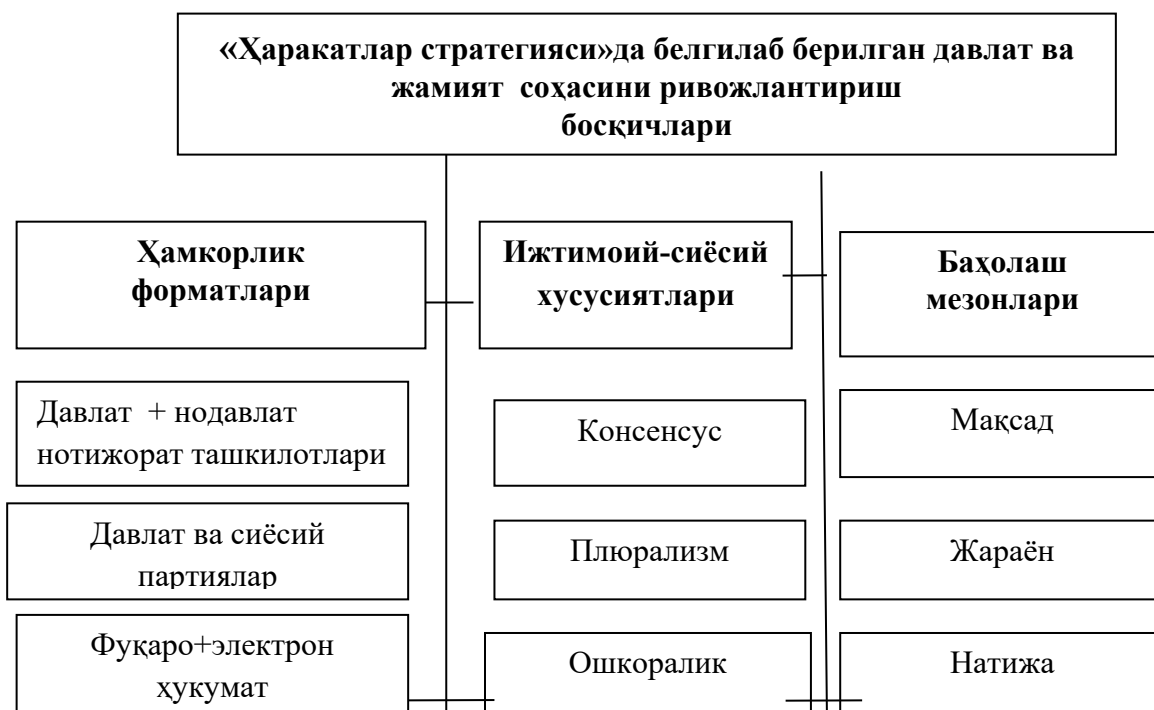 «Ҳаракатлар стратегияси»да белгилаб берилган давлат ва
жамият соҳасини ривожлантириш
босқичлари
Ҳамкорлик
форматлари
Ижтимоий-сиёсий
хусусиятлари
Баҳолаш
мезонлари
Давлат + нодавлат
нотижорат ташкилотлари
Консенсус
Мақсад
Давлат ва сиёсий
партиялар
Плюрализм
Жараён
Фуқаро+электрон
ҳукумат
Ошкоралик
Натижа